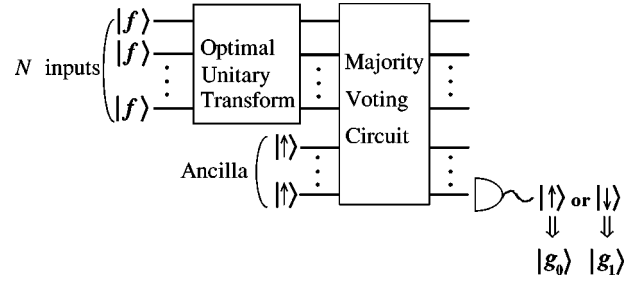 |f⟩
|f⟩
N inputs
|f⟩
Optimal
Unitary
Transform
Majority
Voting
Circuit
Ancilla
|↑⟩
|↑⟩
|↑⟩ or |↓⟩
⇓ ⇓
|g₀⟩ |g₁⟩